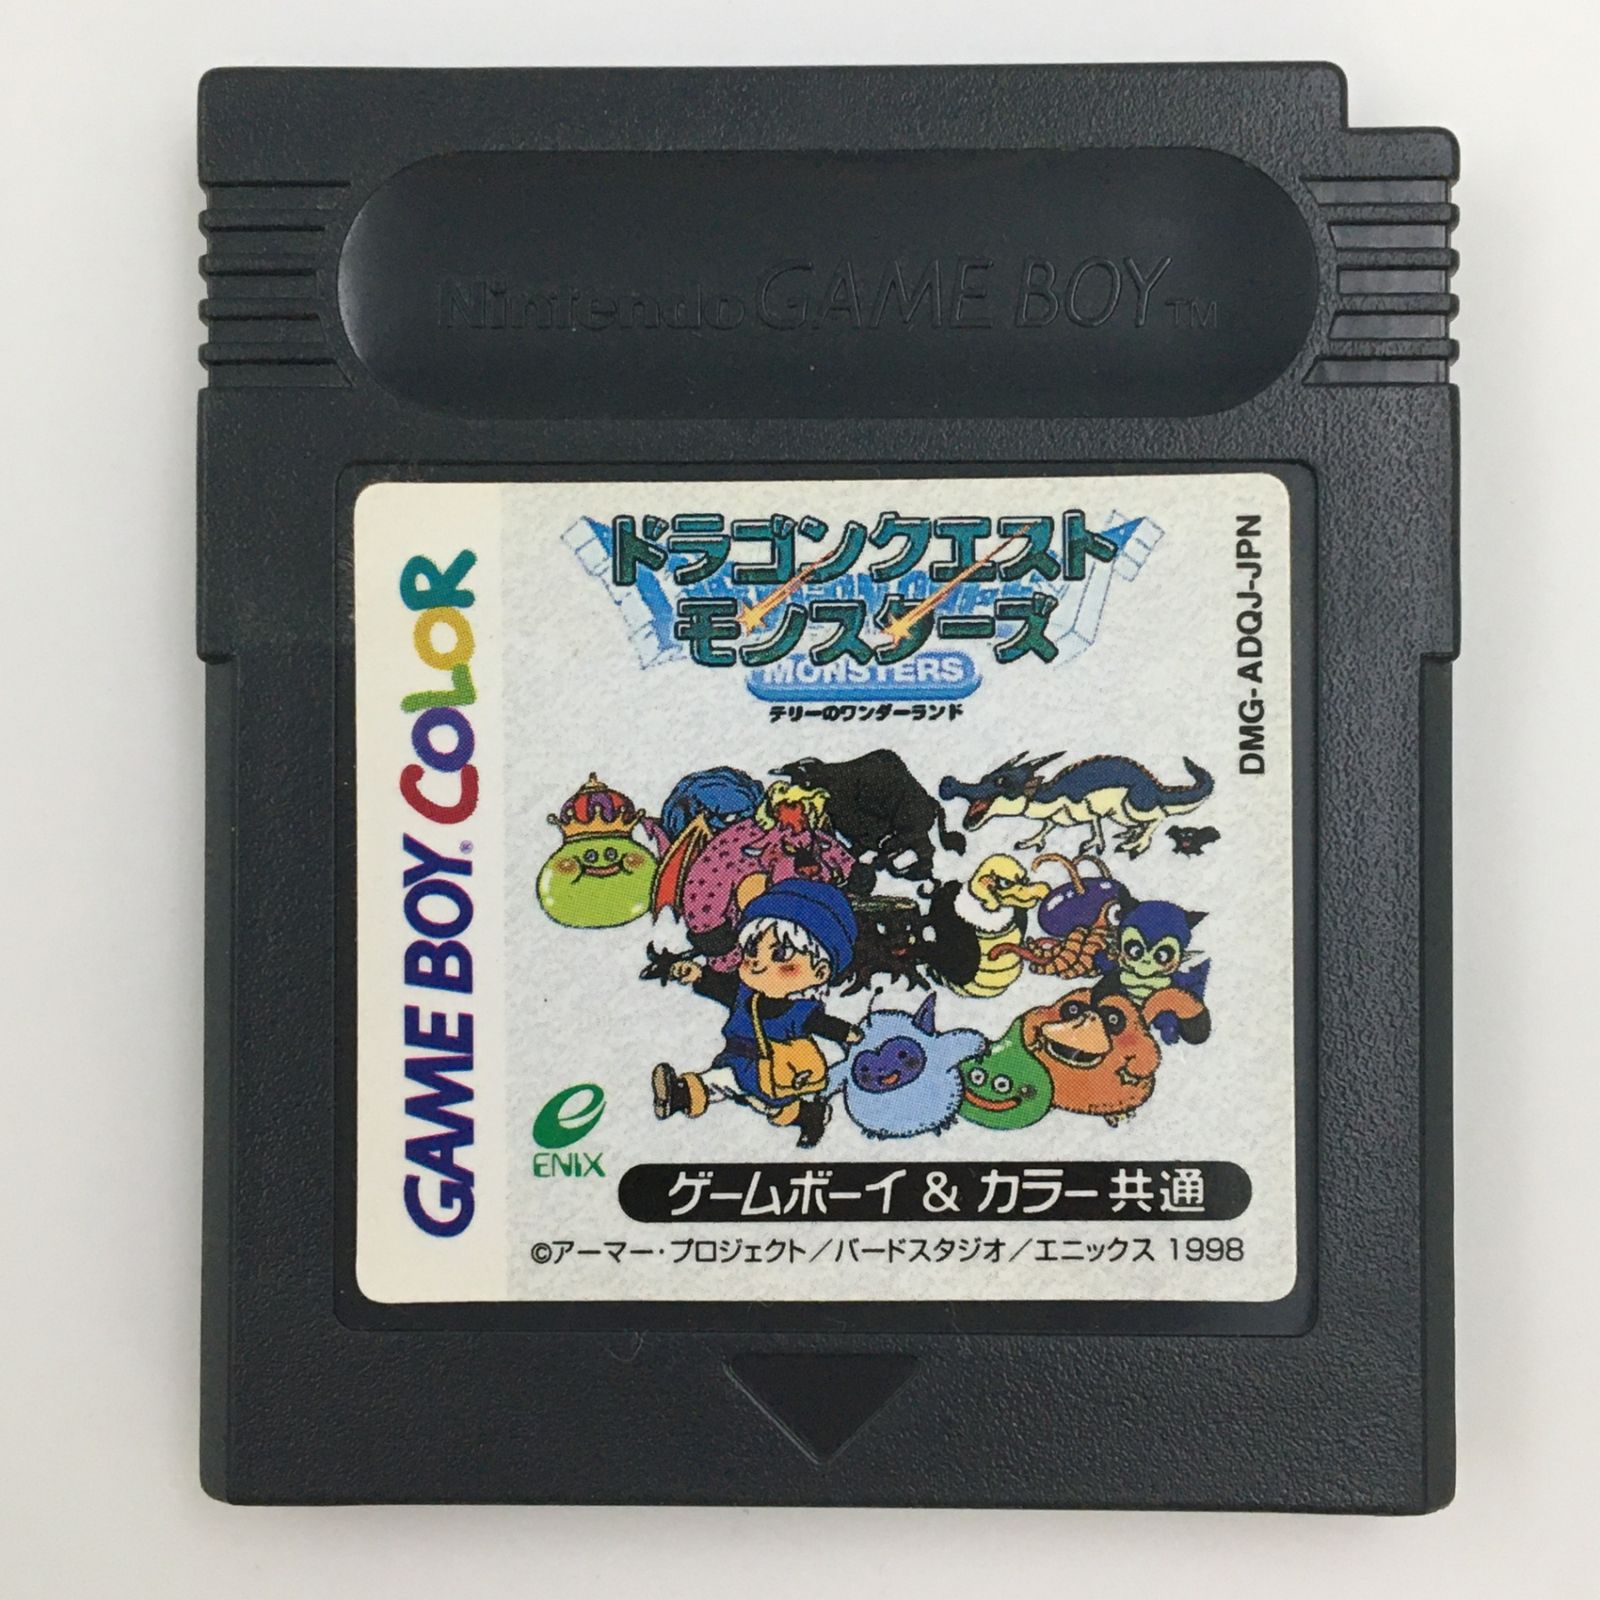 Nintendo GAME BOY TM
GAME BOY® COLOR
ドラゴンクエスト
モンスターズ
MONSTERS
テリーのワンダーランド
DMG-ADQJ-JPN
ENIX
ゲームボーイ & カラー共通
©アーマー・プロジェクト/バードスタジオ/エニックス 1998